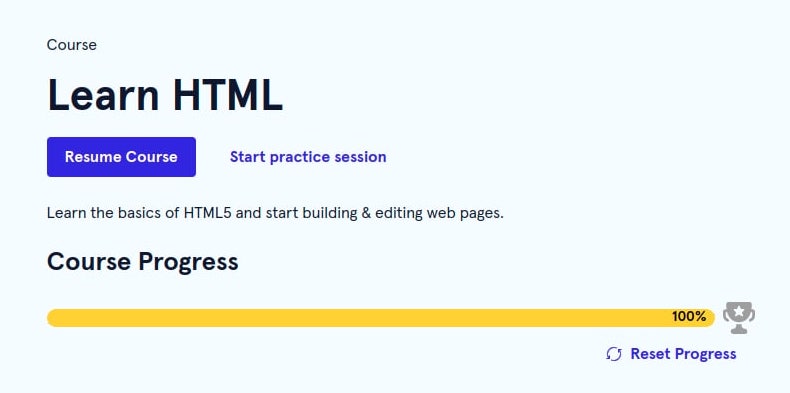 Course
Learn HTML
Resume Course Start practice session
Learn the basics of HTML5 and start building & editing web pages.
Course Progress
100%
Reset Progress